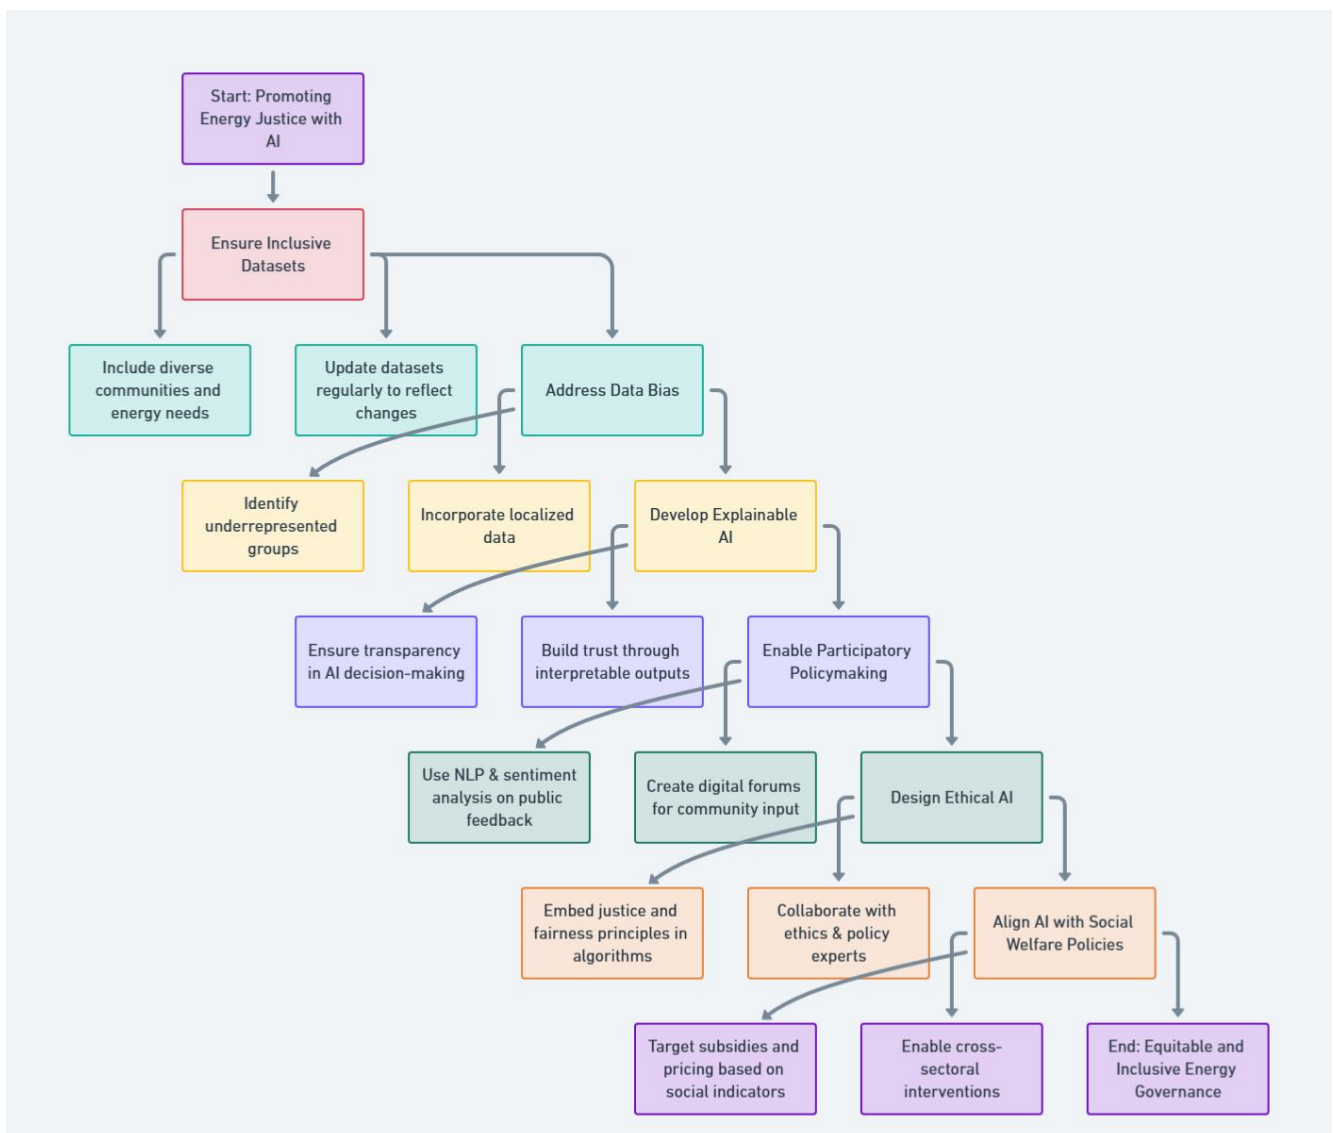 Start: Promoting
Energy Justice with
AI
Ensure Inclusive
Datasets
Include diverse
communities and
energy needs
Update datasets
regularly to reflect
changes
Address Data Bias
Identify
underrepresented
groups
Incorporate localized
data
Develop Explainable
AI
Ensure transparency
in AI decision-making
Build trust through
interpretable outputs
Enable Participatory
Policymaking
Use NLP & sentiment
analysis on public
feedback
Create digital forums
for community input
Design Ethical AI
Embed justice and
fairness principles in
algorithms
Collaborate with
ethics & policy
experts
Align AI with Social
Welfare Policies
Target subsidies and
pricing based on
social indicators
Enable cross-
sectoral
interventions
End: Equitable and
Inclusive Energy
Governance